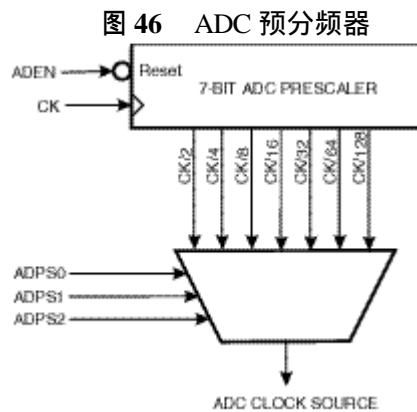 图 46 ADC 预分频器
ADEN
Reset
7-BIT ADC PRESCALER
CK
CK/2
CK/4
CK/8
CK/16
CK/32
CK/64
CK/128
ADPS0
ADPS1
ADPS2
ADC CLOCK SOURCE